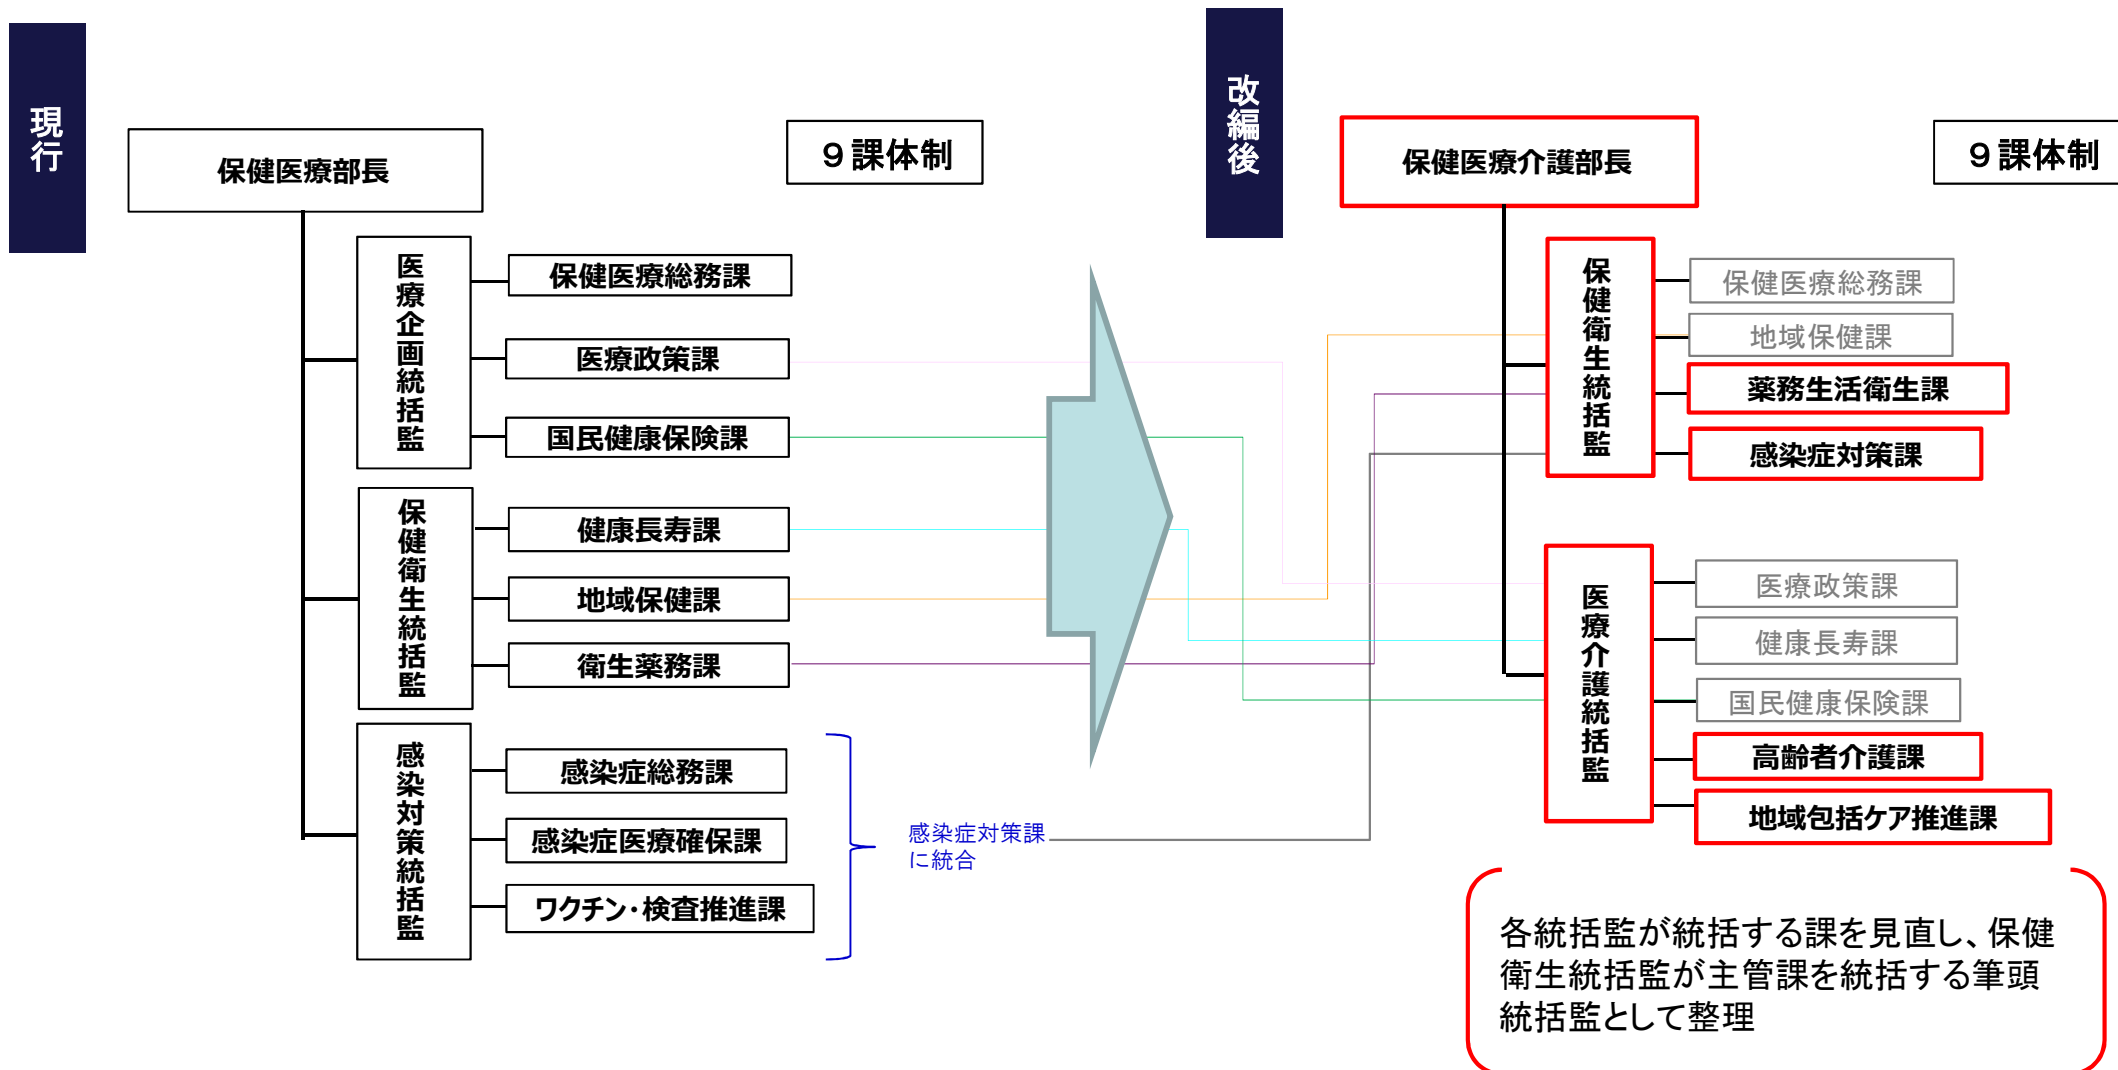 現行
保健医療部長
９課体制
医療企画統括監
保健医療総務課
医療政策課
国民健康保険課
保健衛生統括監
健康長寿課
地域保健課
衛生薬務課
感染対策統括監
感染症総務課
感染症医療確保課
ワクチン・検査推進課
感染症対策課
に統合
改編後
保健医療介護部長
９課体制
保健衛生統括監
保健医療総務課
地域保健課
薬務生活衛生課
感染症対策課
医療介護統括監
医療政策課
健康長寿課
国民健康保険課
高齢者介護課
地域包括ケア推進課
各統括監が統括する課を見直し、保健
衛生統括監が主管課を統括する筆頭
統括監として整理